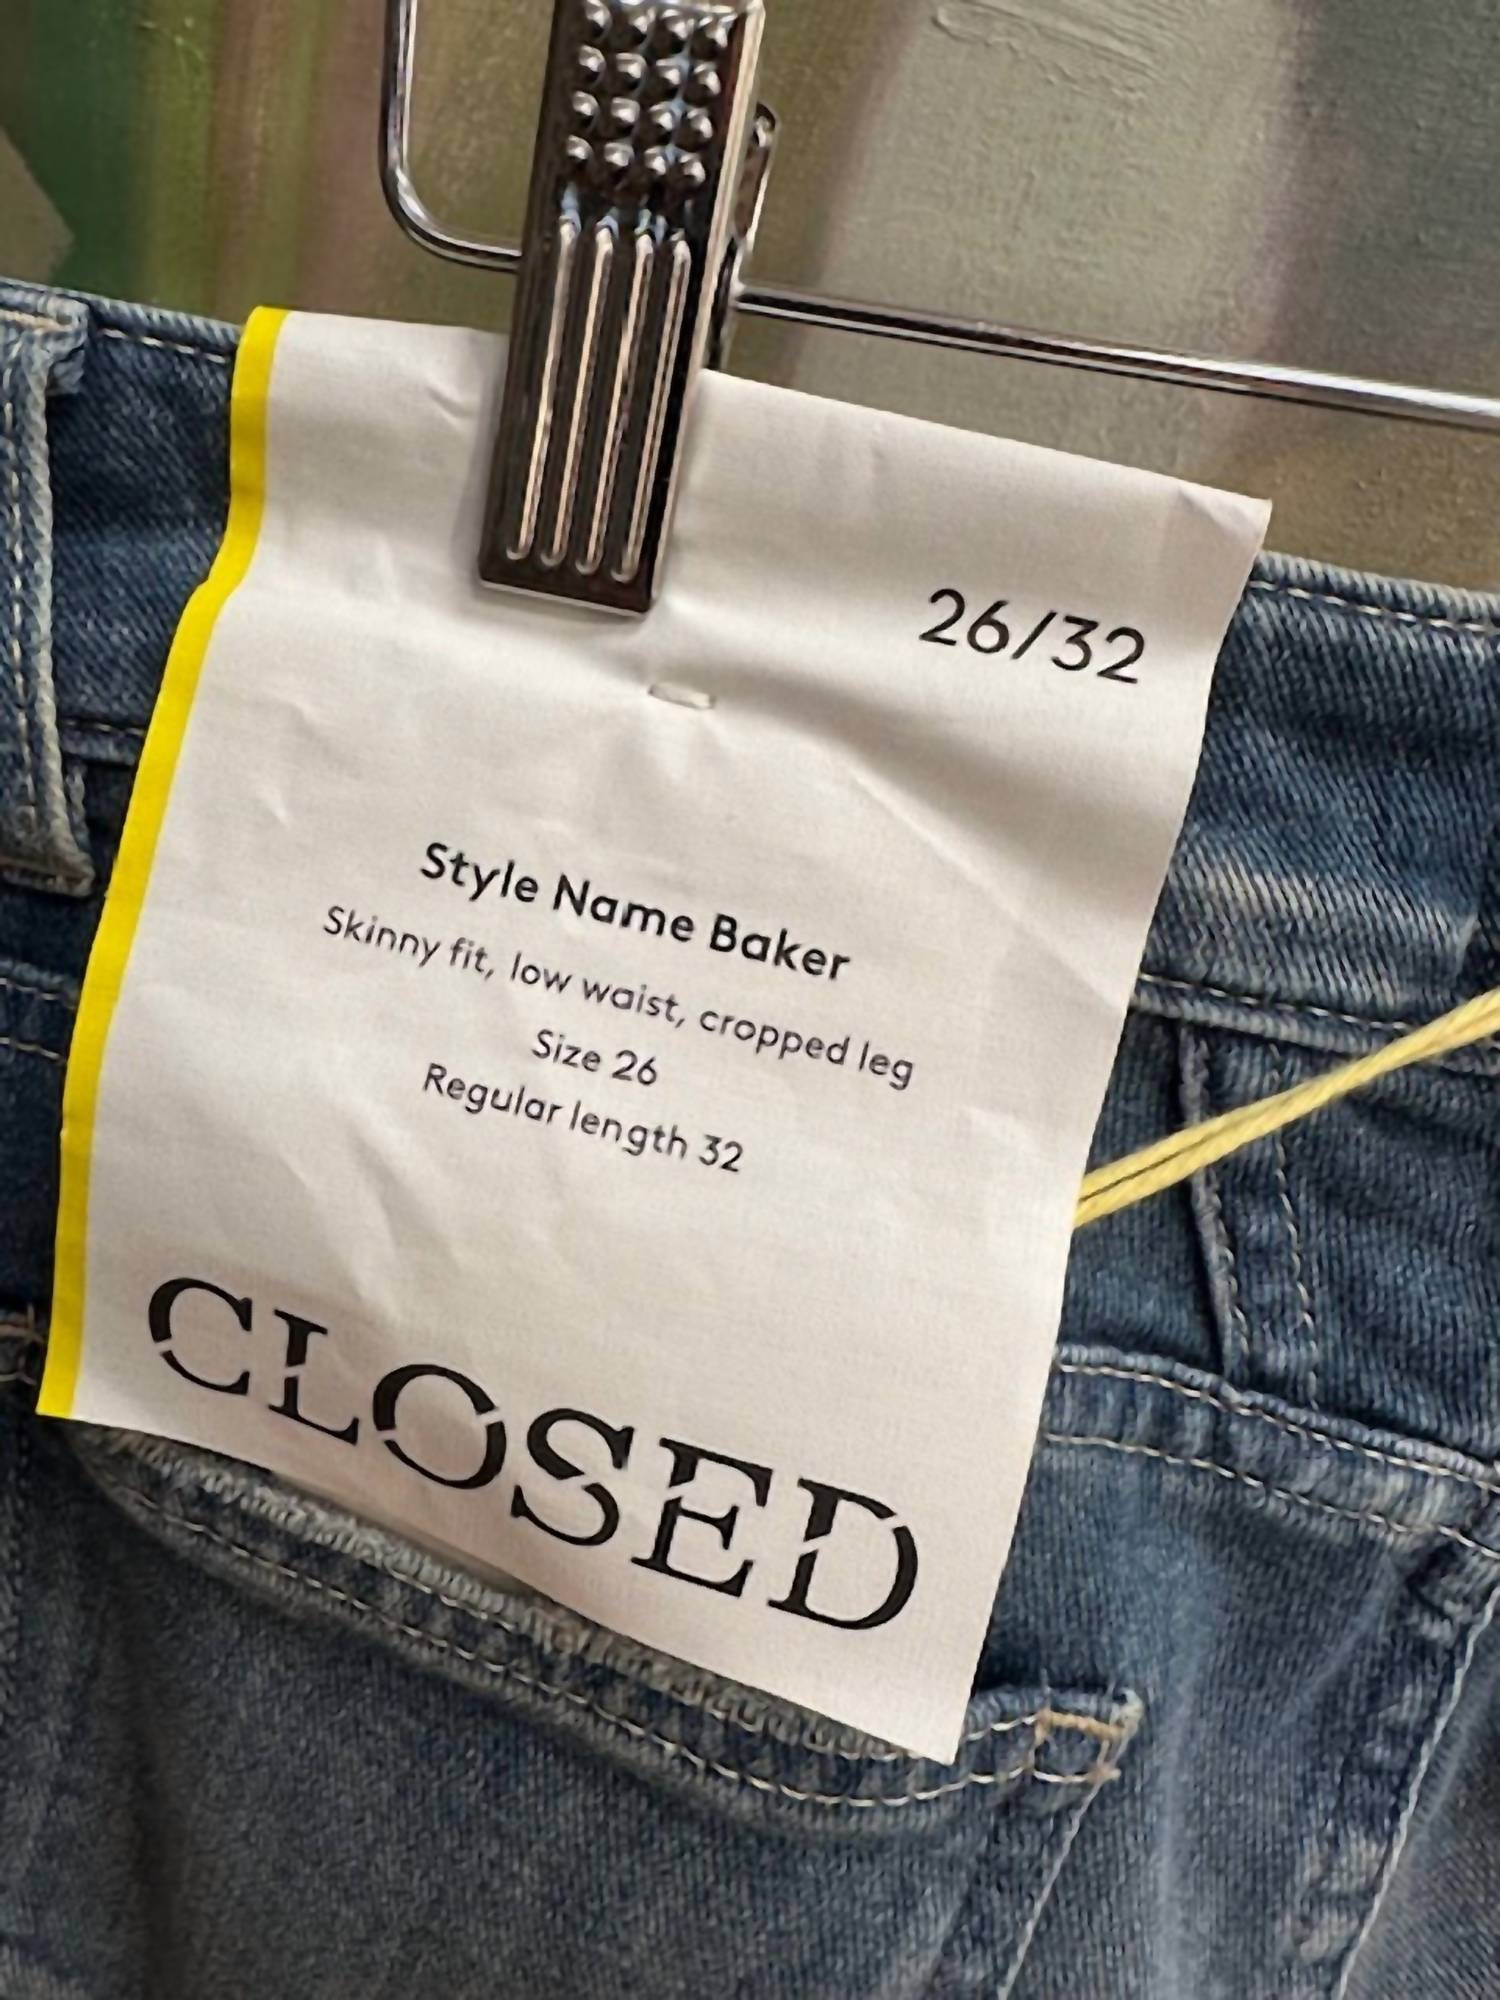 26/32
Style Name Baker
Skinny fit, low waist, cropped leg
Size 26
Regular length 32
CLOSED